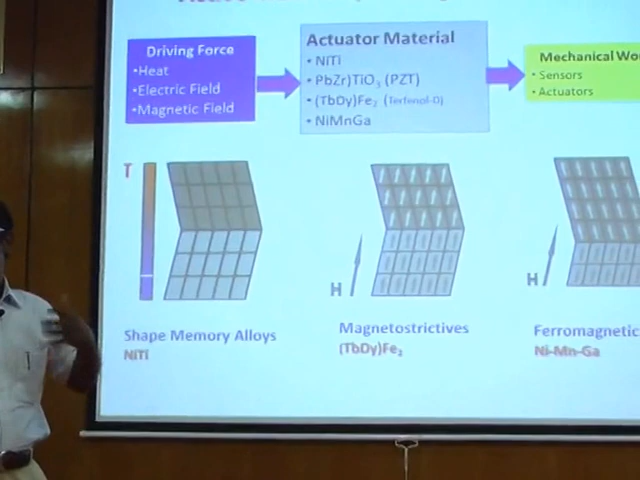 Driving Force
•Heat
•Electric Field
•Magnetic Field
Actuator Material
• NiTi
• PbZr)TiO3 (PZT)
• (TbDy)Fe2 (Terfenol-D)
• NiMnGa
Mechanical Wo
• Sensors
• Actuators
T
H
H
Shape Memory Alloys
NiTi
Magnetostrictives
(TbDy)Fe2
Ferromagnetic
Ni-Mn-Ga